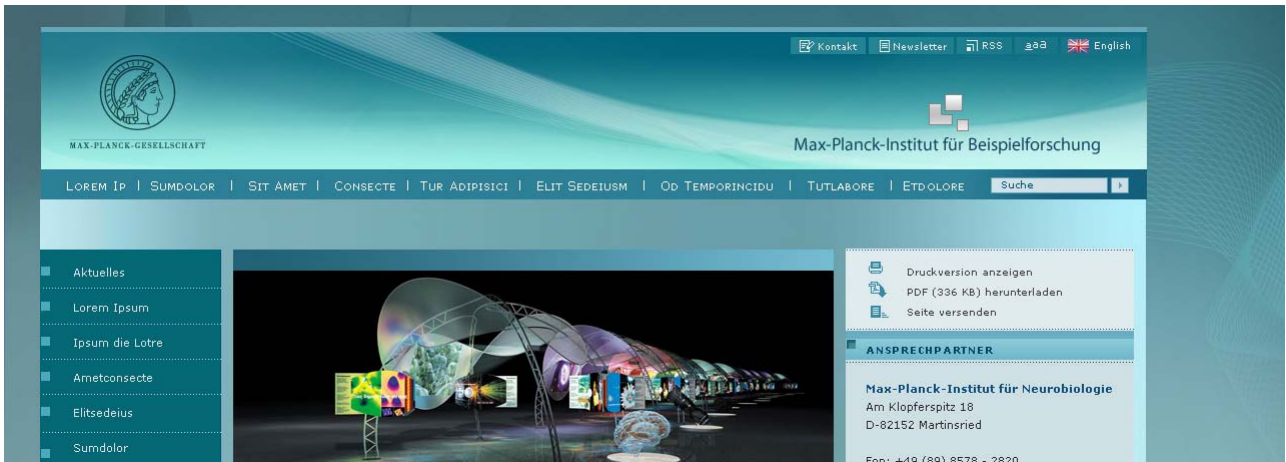 Kontakt Newsletter RSS aaa English
MAX-PLANCK-GESELLSCHAFT
Max-Planck-Institut für Beispielforschung
LOREM IP | SUMDOLOR | SIT AMET | CONSECTE | TUR ADIPISICI | ELIT SEDEIUSM | OD TEMPORINCIDU | TUTLABORE | ETDOLORE Suche
Aktuelles
Lorem Ipsum
Ipsum die Lotre
Ametconsecte
Elitsedeius
Sumdolor
Druckversion anzeigen
PDF (336 KB) herunterladen
Seite versenden
ANSPRECHPARTNER
Max-Planck-Institut für Neurobiologie
Am Klopferspitz 18
D-82152 Martinsried
Fon: +49 (89) 8578 - 2820